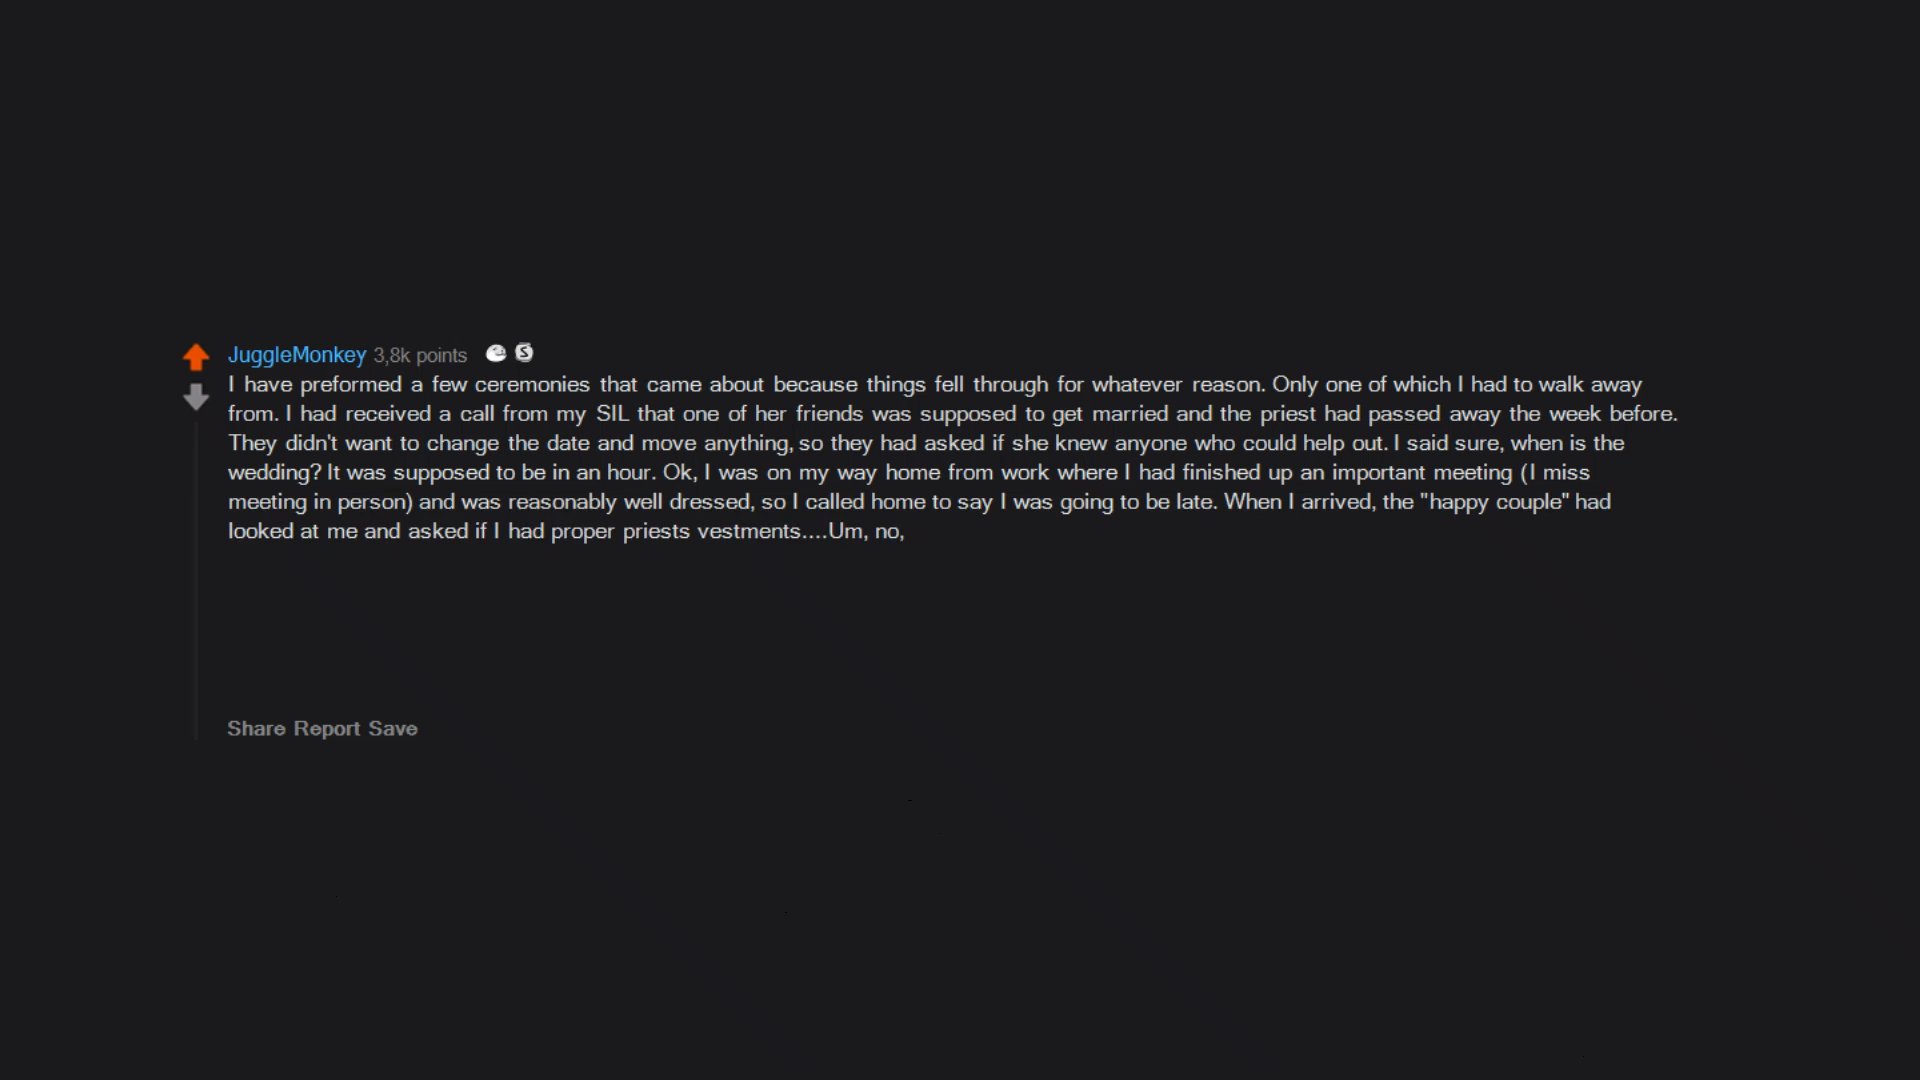 JuggleMonkey 3,8k points
I have preformed a few ceremonies that came about because things fell through for whatever reason. Only one of which I had to walk away
from. I had received a call from my SIL that one of her friends was supposed to get married and the priest had passed away the week before.
They didn't want to change the date and move anything, so they had asked if she knew anyone who could help out. I said sure, when is the
wedding? It was supposed to be in an hour. Ok, I was on my way home from work where I had finished up an important meeting (I miss
meeting in person) and was reasonably well dressed, so I called home to say I was going to be late. When I arrived, the "happy couple" had
looked at me and asked if I had proper priests vestments....Um, no,
Share Report Save